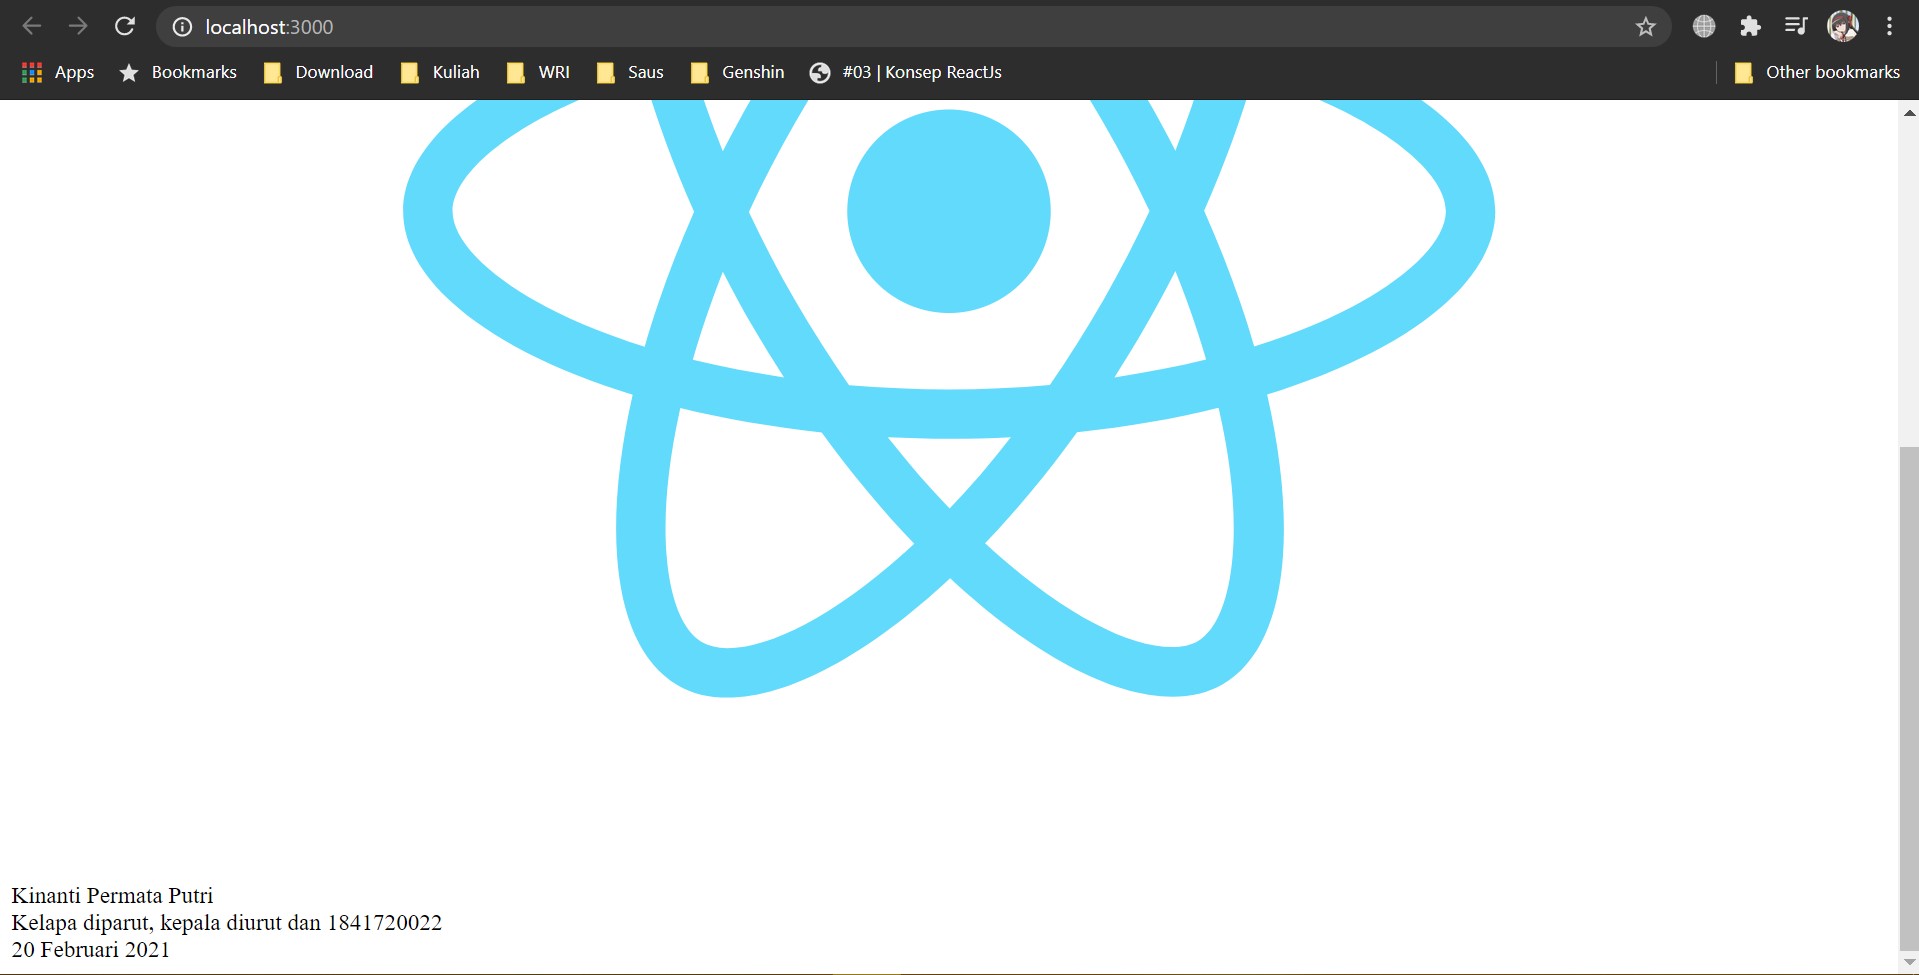 localhost:3000
Apps Bookmarks Download Kuliah WRI Saus Genshin #03 | Konsep ReactJs Other bookmarks
Kinanti Permata Putri
Kelapa diparut, kepala diurut dan 1841720022
20 Februari 2021